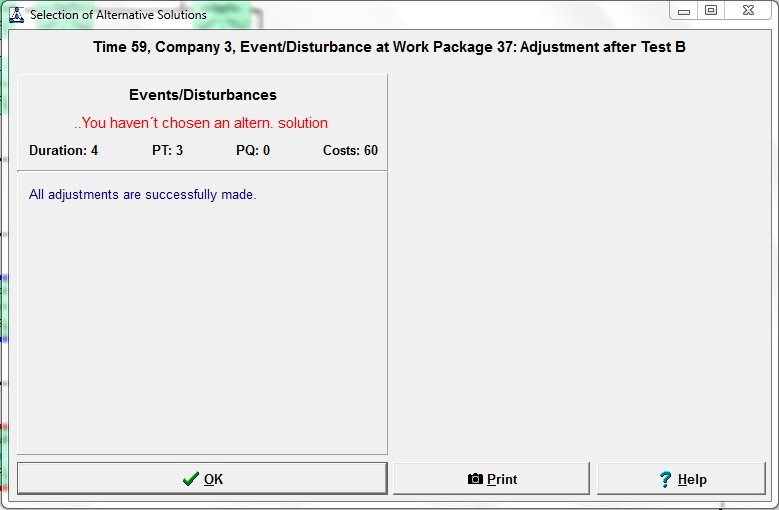 Selection of Alternative Solutions
Time 59, Company 3, Event/Disturbance at Work Package 37: Adjustment after Test B
Events/Disturbances
..You haven´t chosen an altern. solution
Duration: 4 PT: 3 PQ: 0 Costs: 60
All adjustments are successfully made.
OK Print Help